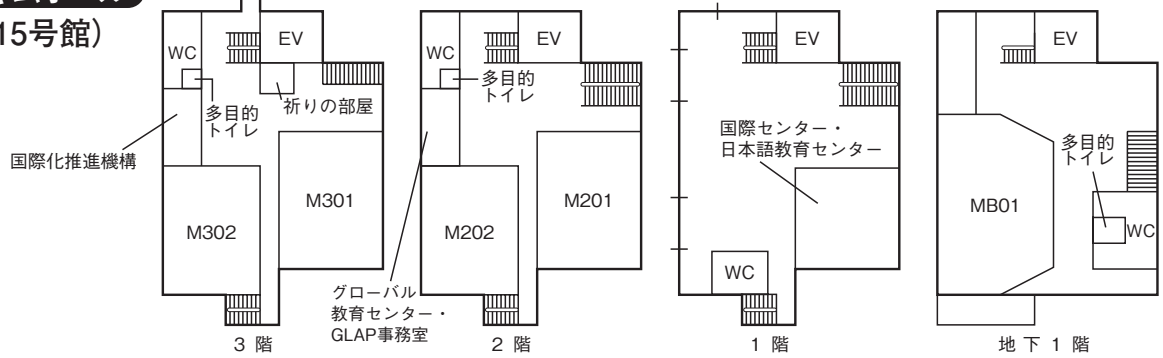 15号館）
WC
EV
多目的
トイレ
祈りの部屋
国際化推進機構
M301
M302
3 階
WC
EV
多目的
トイレ
M201
M202
グローバル
教育センター・
GLAP事務室
2 階
EV
国際センター・
日本語教育センター
WC
1 階
EV
多目的
トイレ
MB01
WC
地 下 1 階